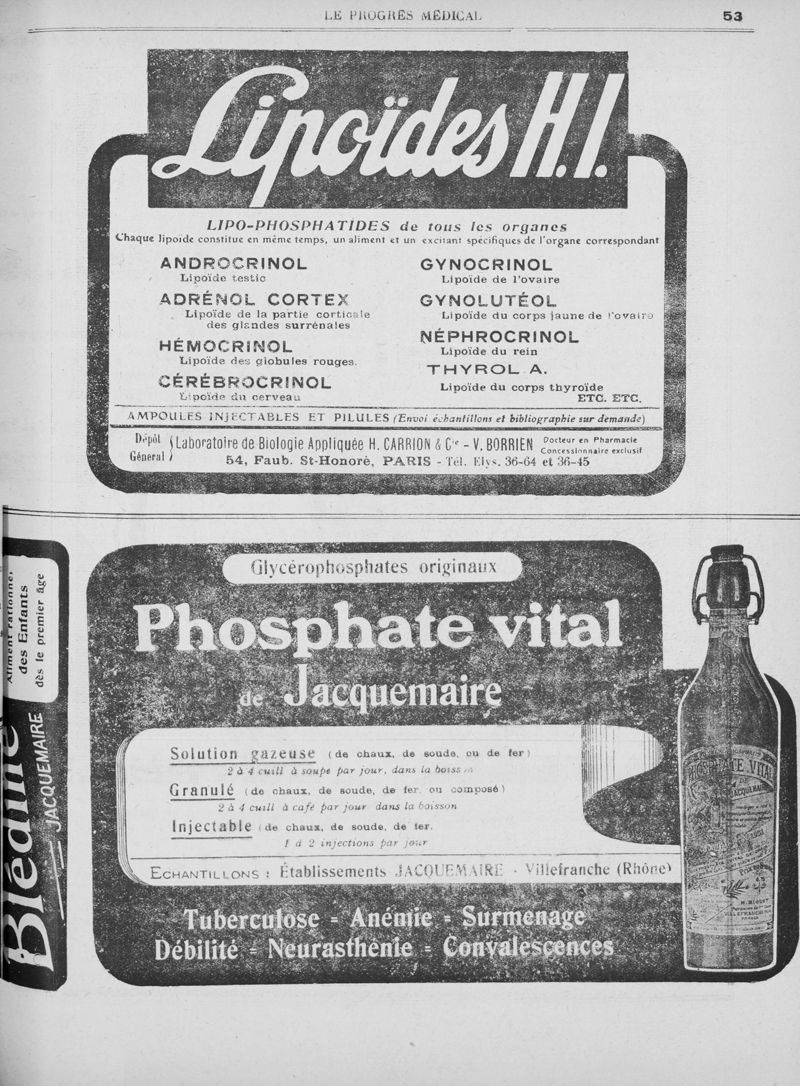 LE PROGRÈS MÉDICAL
53
Lipoïdes H.I.
LIPO-PHOSPHATIDES de tous les organes
Chaque lipoïde constitue en même temps, un aliment et un excitant spécifiques de l'organe correspondant
ANDROCRINOL
Lipoïde testic
ADRÉNOL CORTEX
Lipoïde de la partie corticale
des glandes surrénales
HÉMOCRINOL
Lipoïde des globules rouges.
CÉRÉBROCRINOL
Lipoïde du cerveau
GYNOCRINOL
Lipoïde de l'ovaire
GYNOLUTÉOL
Lipoïde du corps jaune de l'ovaire
NÉPHROCRINOL
Lipoïde du rein
THYROL A.
Lipoïde du corps thyroïde
ETC. ETC.
AMPOULES INJECTABLES ET PILULES (Envoi échantillons et bibliographie sur demande)
Dépôt Géneral
Laboratoire de Biologie Appliquée H. CARRION & Cie - V. BORRIEN Docteur en Pharmacie Concessionnaire exclusif
54, Faub. St-Honoré, PARIS - Tél. Elys. 36-64 et 36-45
Aliment rationnel
des Enfants
dès le premier âge
Blédine
JACQUEMAIRE
Glycérophosphates originaux
Phosphate vital
de Jacquemaire
Solution gazeuse (de chaux, de soude, ou de fer)
2 à 4 cuill à soupe par jour, dans la boisson
Granulé (de chaux, de soude, de fer, ou composé)
2 à 4 cuill à café par jour dans la boisson
Injectable (de chaux, de soude, de fer.
1 à 2 injections par jour
ECHANTILLONS : Établissements JACQUEMAIRE - Villefranche (Rhône)
Tuberculose = Anémie = Surmenage
Débilité = Neurasthénie = Convalescences
PHOSPHATE VITAL
JACQUEMAIRE